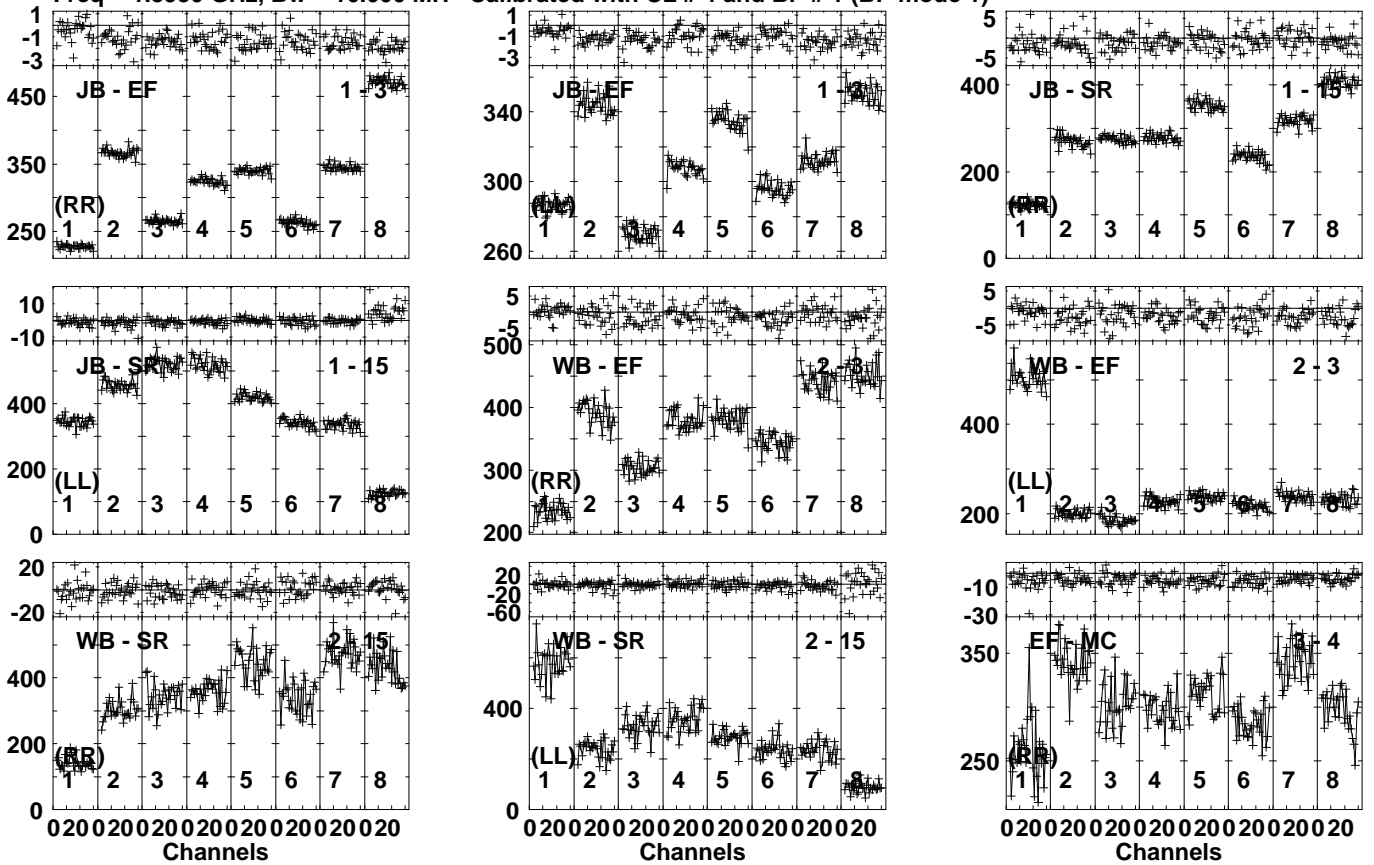 1 -1 -3 450 350 250 JB - EF 1 - 3 (RR) 1 2 3 4 5 6 7 8
1 -1 -3 340 300 260 JB - EF 1 - 3 (LL) 1 2 3 4 5 6 7 8
5 -5 400 200 0 JB - SR 1 - 15 (RR) 1 2 3 4 5 6 7 8
10 -10 400 200 0 JB - SR 1 - 15 (LL) 1 2 3 4 5 6 7 8
5 -5 500 400 300 200 WB - EF 2 - 3 (RR) 1 2 3 4 5 6 7 8
5 -5 400 200 WB - EF 2 - 3 (LL) 1 2 3 4 5 6 7 8
20 -20 400 200 0 WB - SR 2 - 15 (RR) 1 2 3 4 5 6 7 8
20 -20 -60 400 0 WB - SR 2 - 15 (LL) 1 2 3 4 5 6 7 8
-10 -30 350 250 EF - MC 3 - 4 (RR) 1 2 3 4 5 6 7 8
0 20 0 20 0 20 0 20 0 20 0 20 0 20 0 20
0 20 0 20 0 20 0 20 0 20 0 20 0 20 0 20
0 20 0 20 0 20 0 20 0 20 0 20 0 20 0 20
Channels Channels Channels